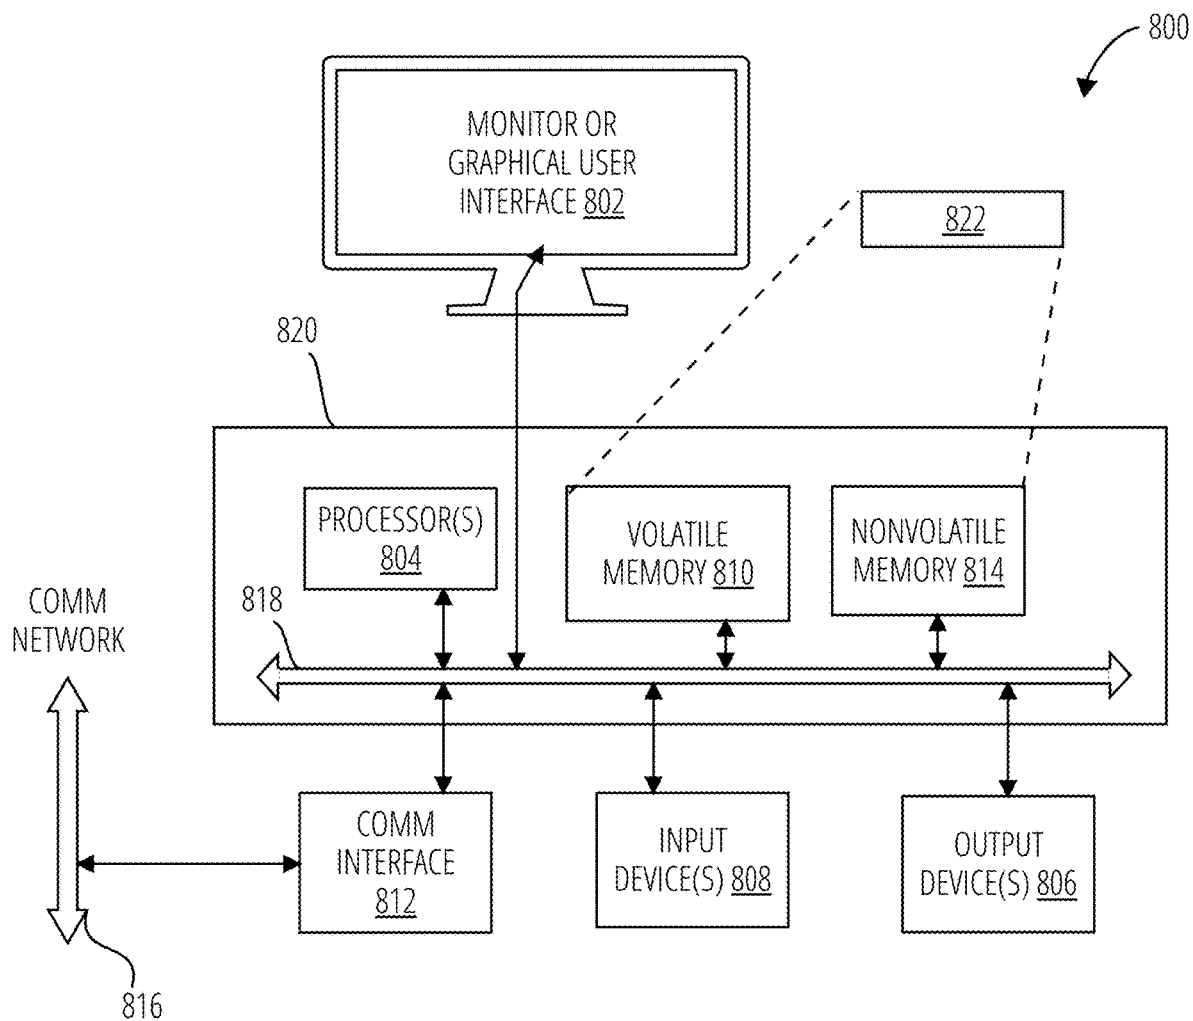 800
MONITOR OR
GRAPHICAL USER
INTERFACE 802
822
820
PROCESSOR(S)
804
VOLATILE
MEMORY 810
NONVOLATILE
MEMORY 814
818
COMM
NETWORK
COMM
INTERFACE
812
INPUT
DEVICE(S) 808
OUTPUT
DEVICE(S) 806
816